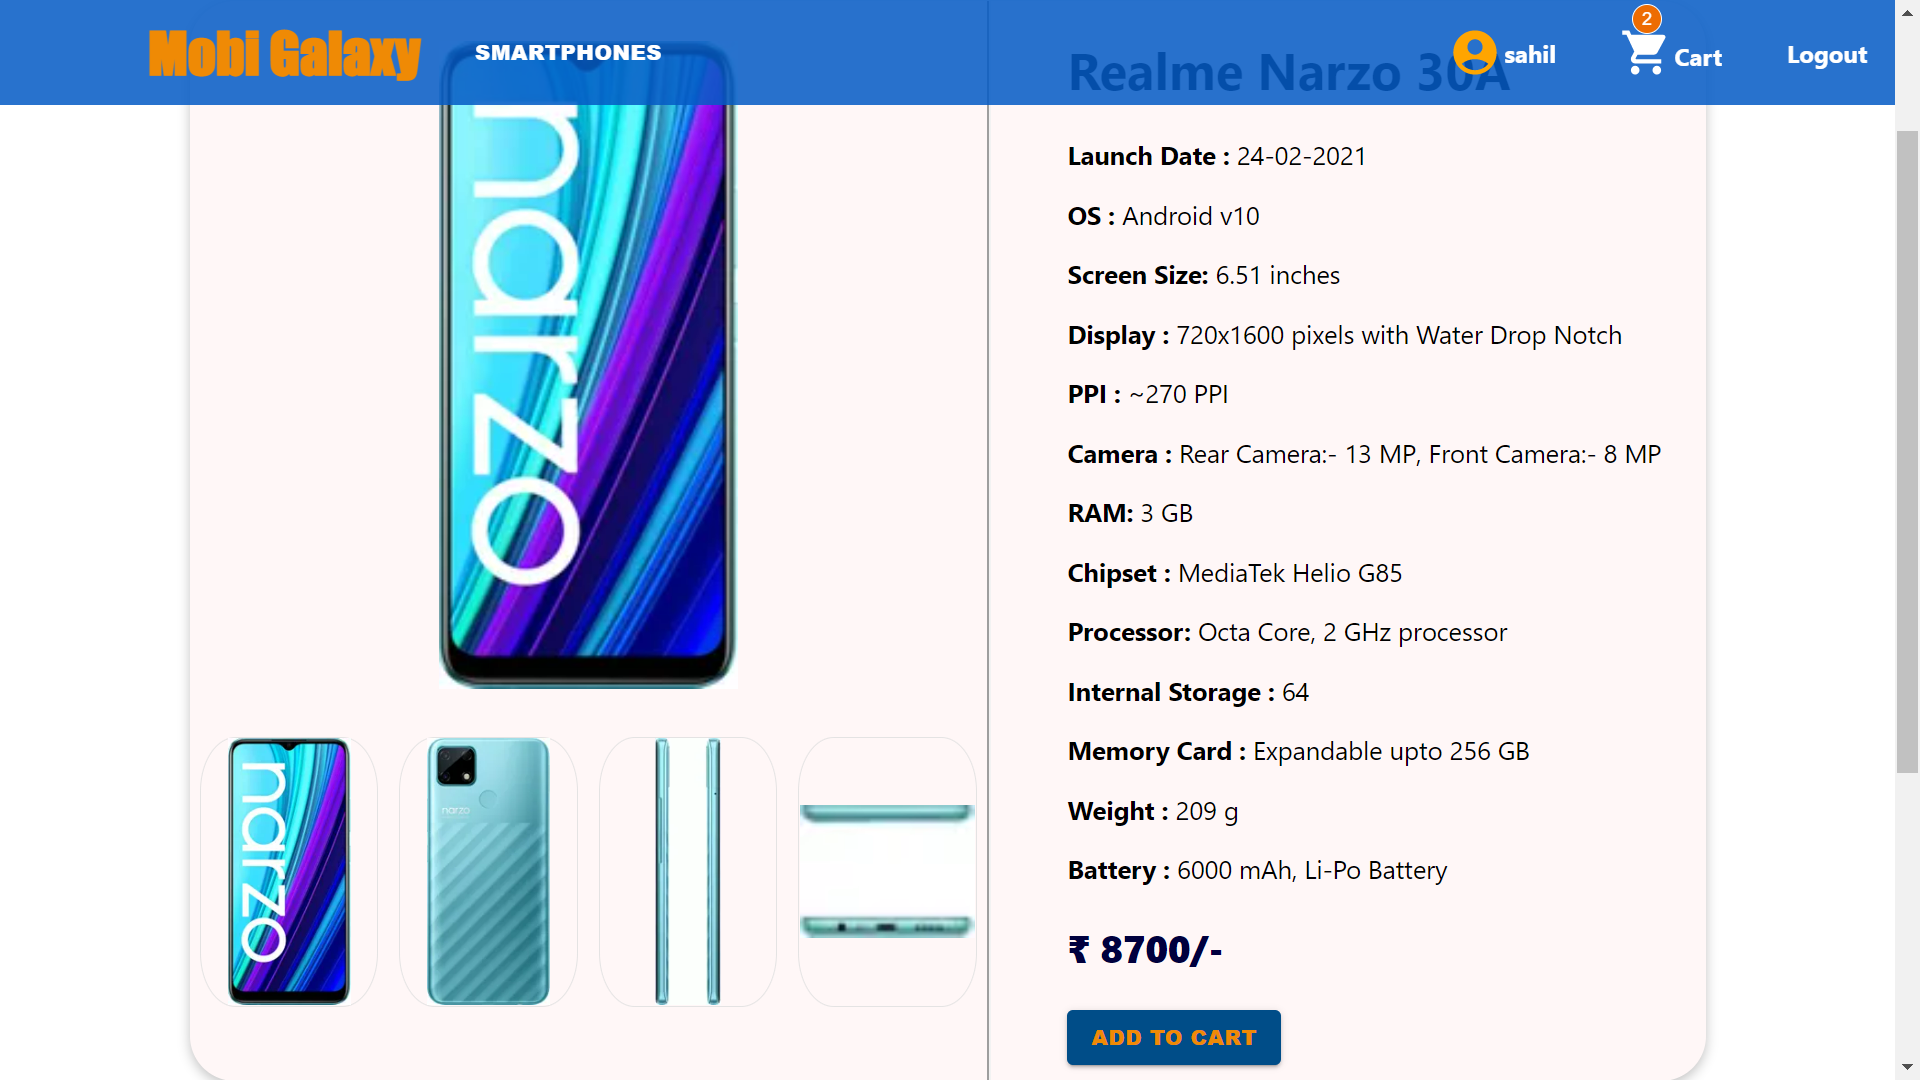 Mobi Galaxy
SMARTPHONES
sahil
2
Cart
Logout
Realme Narzo 30A
narzo
Launch Date : 24-02-2021
OS : Android v10
Screen Size: 6.51 inches
Display : 720x1600 pixels with Water Drop Notch
PPI : ~270 PPI
Camera : Rear Camera:- 13 MP, Front Camera:- 8 MP
RAM: 3 GB
Chipset : MediaTek Helio G85
Processor: Octa Core, 2 GHz processor
Internal Storage : 64
Memory Card : Expandable upto 256 GB
Weight : 209 g
Battery : 6000 mAh, Li-Po Battery
₹ 8700/-
ADD TO CART
narzo
narzo